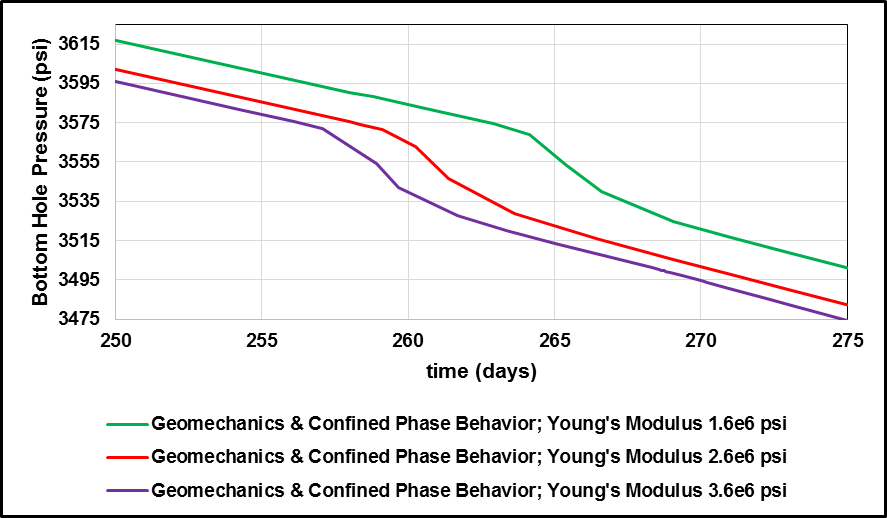 Bottom Hole Pressure (psi)
3615
3595
3575
3555
3535
3515
3495
3475
250 255 260 265 270 275
time (days)
Geomechanics & Confined Phase Behavior; Young's Modulus 1.6e6 psi
Geomechanics & Confined Phase Behavior; Young's Modulus 2.6e6 psi
Geomechanics & Confined Phase Behavior; Young's Modulus 3.6e6 psi